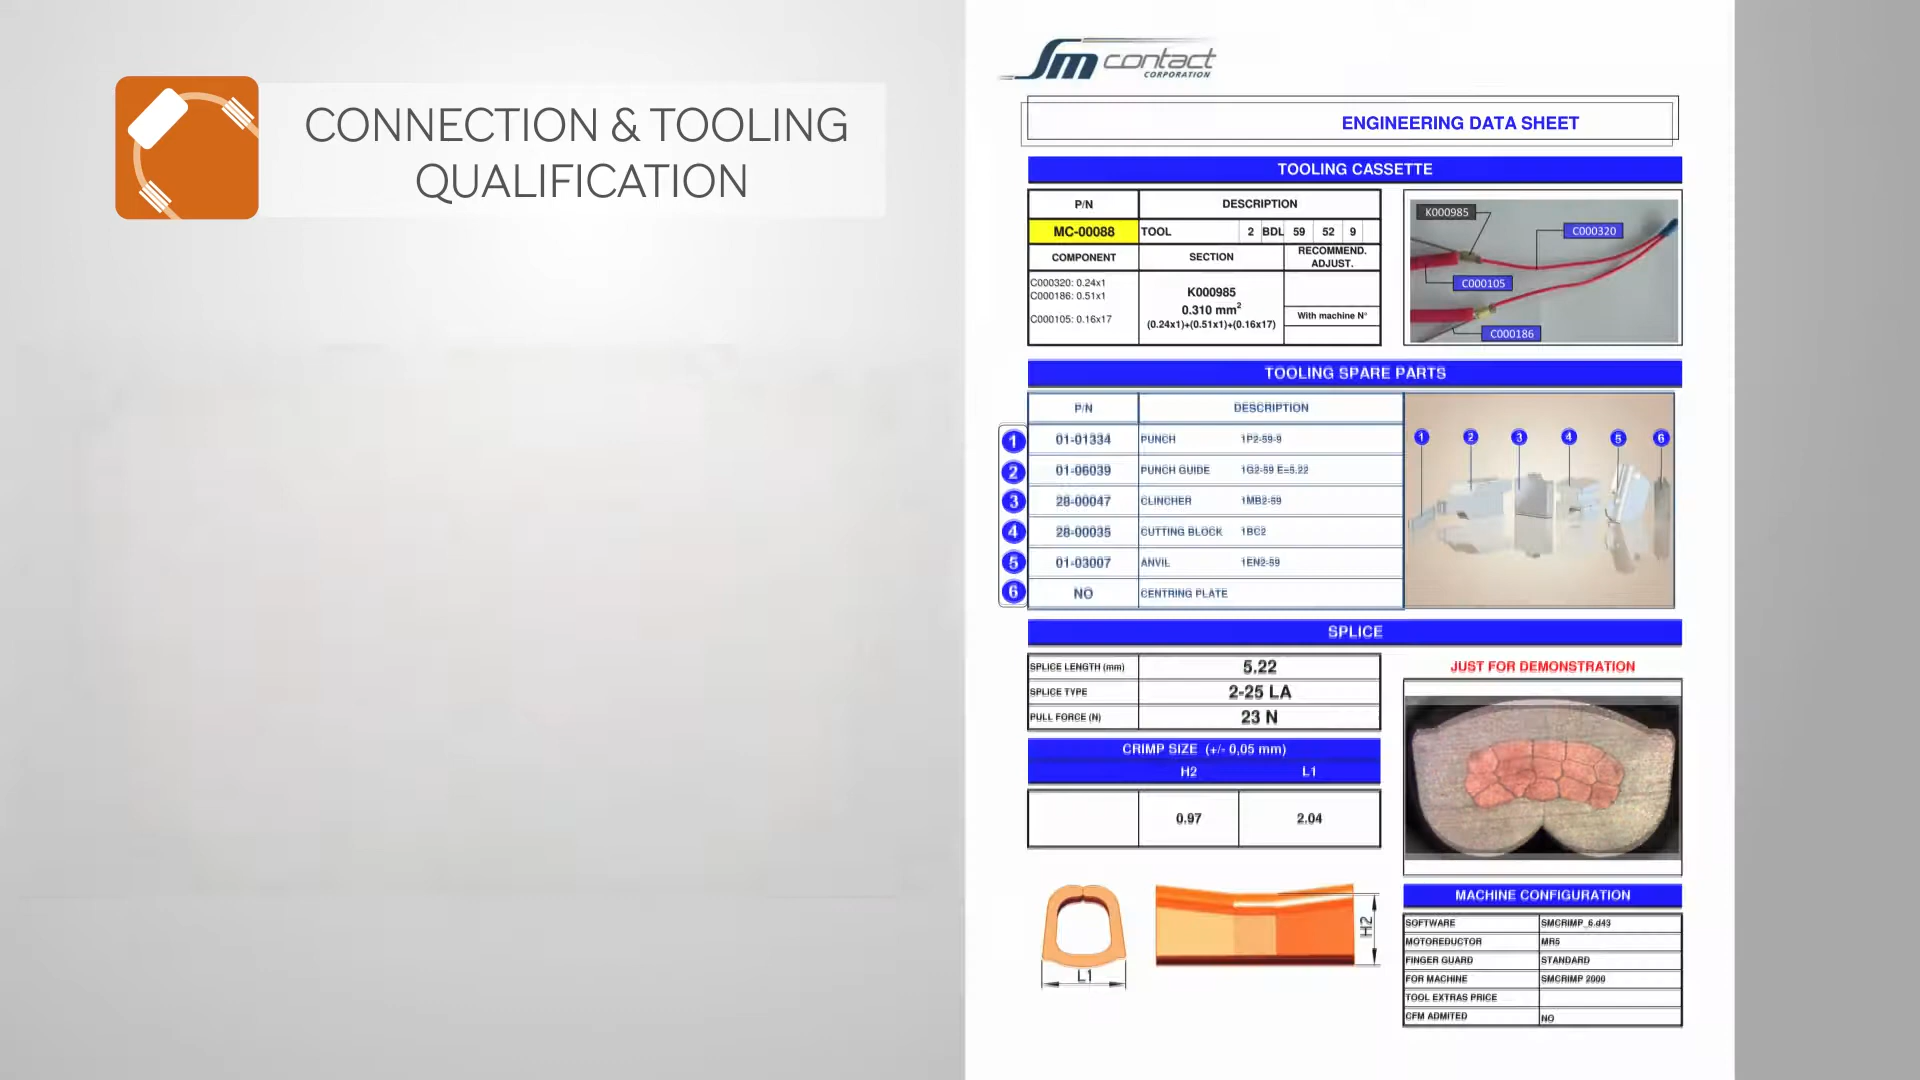 CONNECTION & TOOLING
QUALIFICATION
Sm contact
CORPORATION
ENGINEERING DATA SHEET
TOOLING CASSETTE
P/N DESCRIPTION
MC-00088 TOOL 2 BDL 59 52 9
COMPONENT SECTION RECOMMEND. ADJUST.
C000320: 0.24x1
C000186: 0.51x1
C000105: 0.16x17
K000985
0.310 mm²
(0.24x1)+(0.51x1)+(0.16x17)
With machine N°
K000985
C000320
C000105
C000186
TOOLING SPARE PARTS
P/N DESCRIPTION
1 01-01334 PUNCH 1P2-59-9
2 01-06039 PUNCH GUIDE 1G2-59 E=5.22
3 28-00047 CLINCHER 1MB2-59
4 28-00035 CUTTING BLOCK 1BC2
5 01-03007 ANVIL 1EN2-59
6 NO CENTRING PLATE
1 2 3 4 5 6
SPLICE
SPLICE LENGTH (mm) 5.22
SPLICE TYPE 2-25 LA
PULL FORCE (N) 23 N
JUST FOR DEMONSTRATION
CRIMP SIZE (+/- 0,05 mm)
H2 L1
0.97 2.04
H2
L1
MACHINE CONFIGURATION
SOFTWARE SMCRIMP_6.d43
MOTOREDUCTOR MR5
FINGER GUARD STANDARD
FOR MACHINE SMCRIMP 2000
TOOL EXTRAS PRICE
CFM ADMITED NO